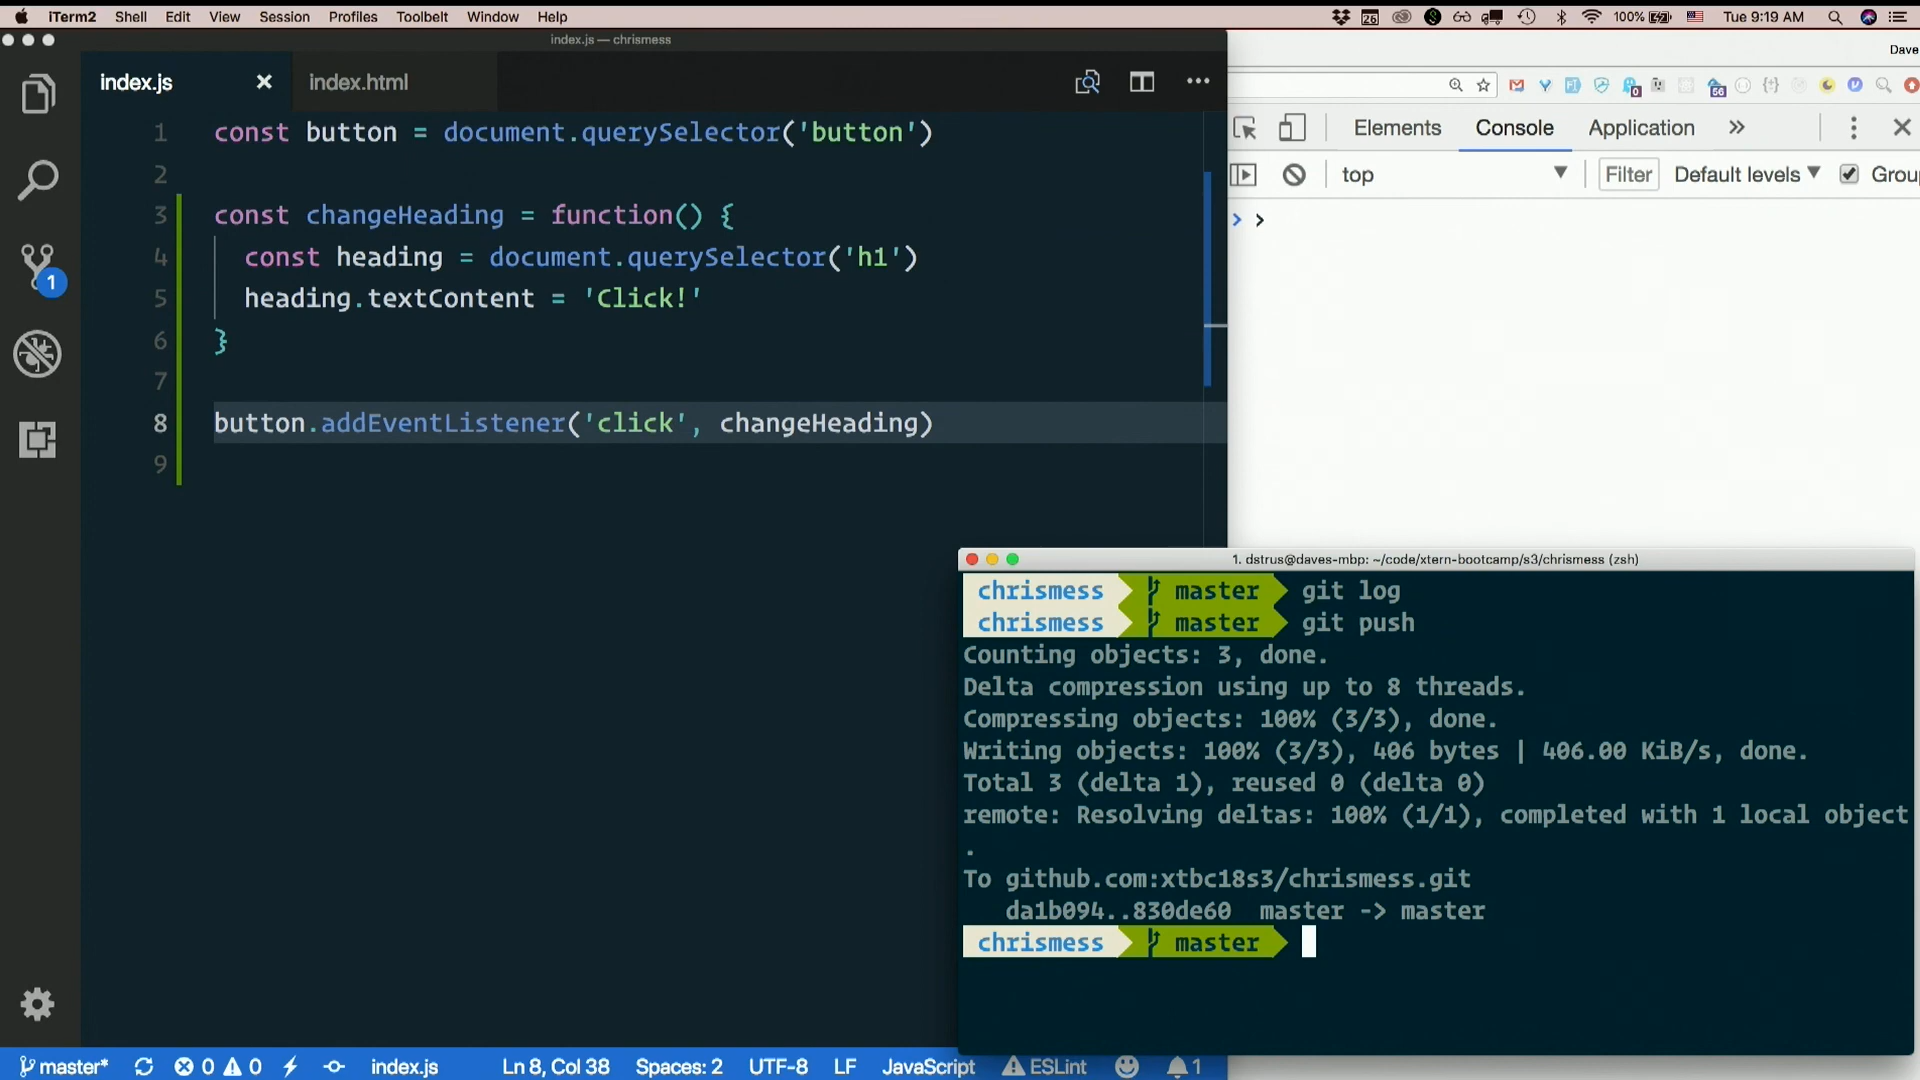 iTerm2 Shell Edit View Session Profiles Toolbelt Window Help 26 100% Tue 9:19 AM
index.js — chrismess
Dave
index.js index.html
0 56
1 const button = document.querySelector('button')
2
3 const changeHeading = function() {
4 const heading = document.querySelector('h1')
5 heading.textContent = 'Click!'
6 }
7
8 button.addEventListener('click', changeHeading)
9
1
Elements Console Application »
top Filter Default levels Grou
> >
1. dstrus@daves-mbp: ~/code/xtern-bootcamp/s3/chrismess (zsh)
chrismess master git log
chrismess master git push
Counting objects: 3, done.
Delta compression using up to 8 threads.
Compressing objects: 100% (3/3), done.
Writing objects: 100% (3/3), 406 bytes | 406.00 KiB/s, done.
Total 3 (delta 1), reused 0 (delta 0)
remote: Resolving deltas: 100% (1/1), completed with 1 local object
.
To github.com:xtbc18s3/chrismess.git
da1b094..830de60 master -> master
chrismess master
master* 0 0 index.js Ln 8, Col 38 Spaces: 2 UTF-8 LF JavaScript ESLint 1